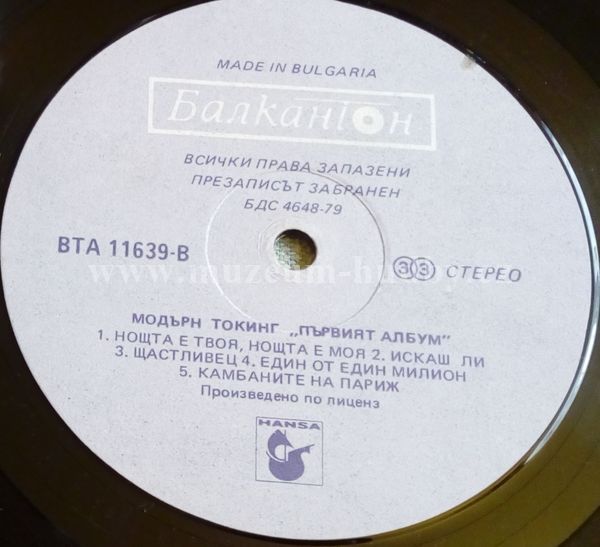 MADE IN BULGARIA
Балкантон
ВСИЧКИ ПРАВА ЗАПАЗЕНИ
ПРЕЗАПИСЪТ ЗАБРАНЕН
БДС 4648-79
ВТА 11639-В
33 СТЕРЕО
МОДЪРН ТОКИНГ „ПЪРВИЯТ АЛБУМ"
1. НОЩТА Е ТВОЯ, НОЩТА Е МОЯ 2. ИСКАШ ЛИ
3. ЩАСТЛИВЕЦ 4. ЕДИН ОТ ЕДИН МИЛИОН
5. КАМБАНИТЕ НА ПАРИЖ
Произведено по лиценз
HANSA